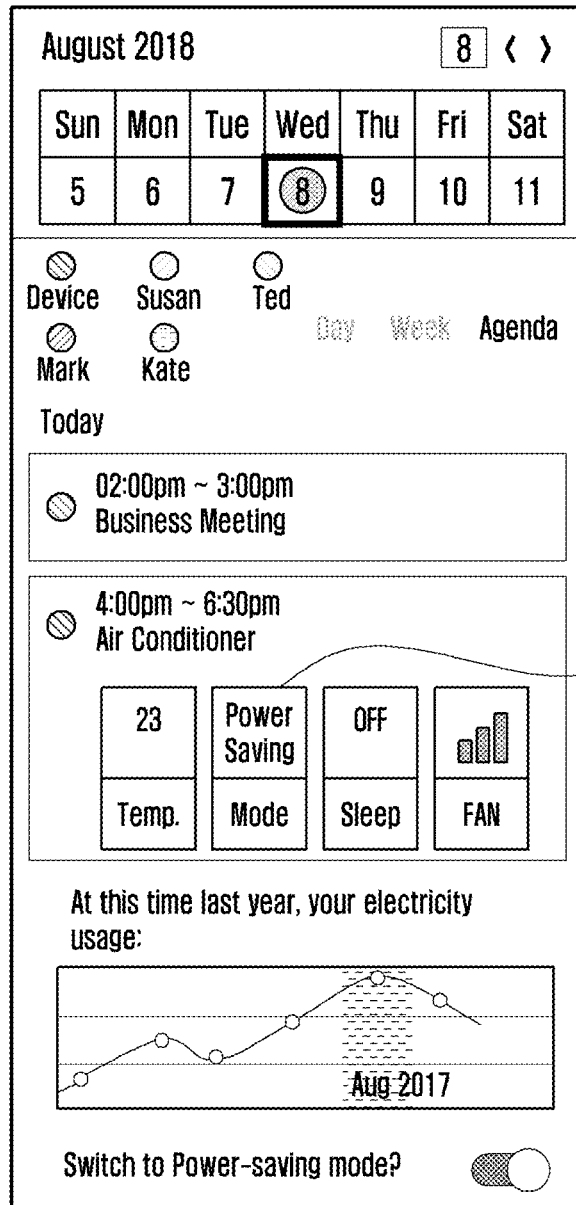 August 2018 8 < >
Sun Mon Tue Wed Thu Fri Sat
5 6 7 8 9 10 11
Device Susan Ted
Day Week Agenda
Mark Kate
Today
02:00pm ~ 3:00pm
Business Meeting
4:00pm ~ 6:30pm
Air Conditioner
23 Power Saving OFF
Temp. Mode Sleep FAN
At this time last year, your electricity
usage:
Aug 2017
Switch to Power-saving mode?